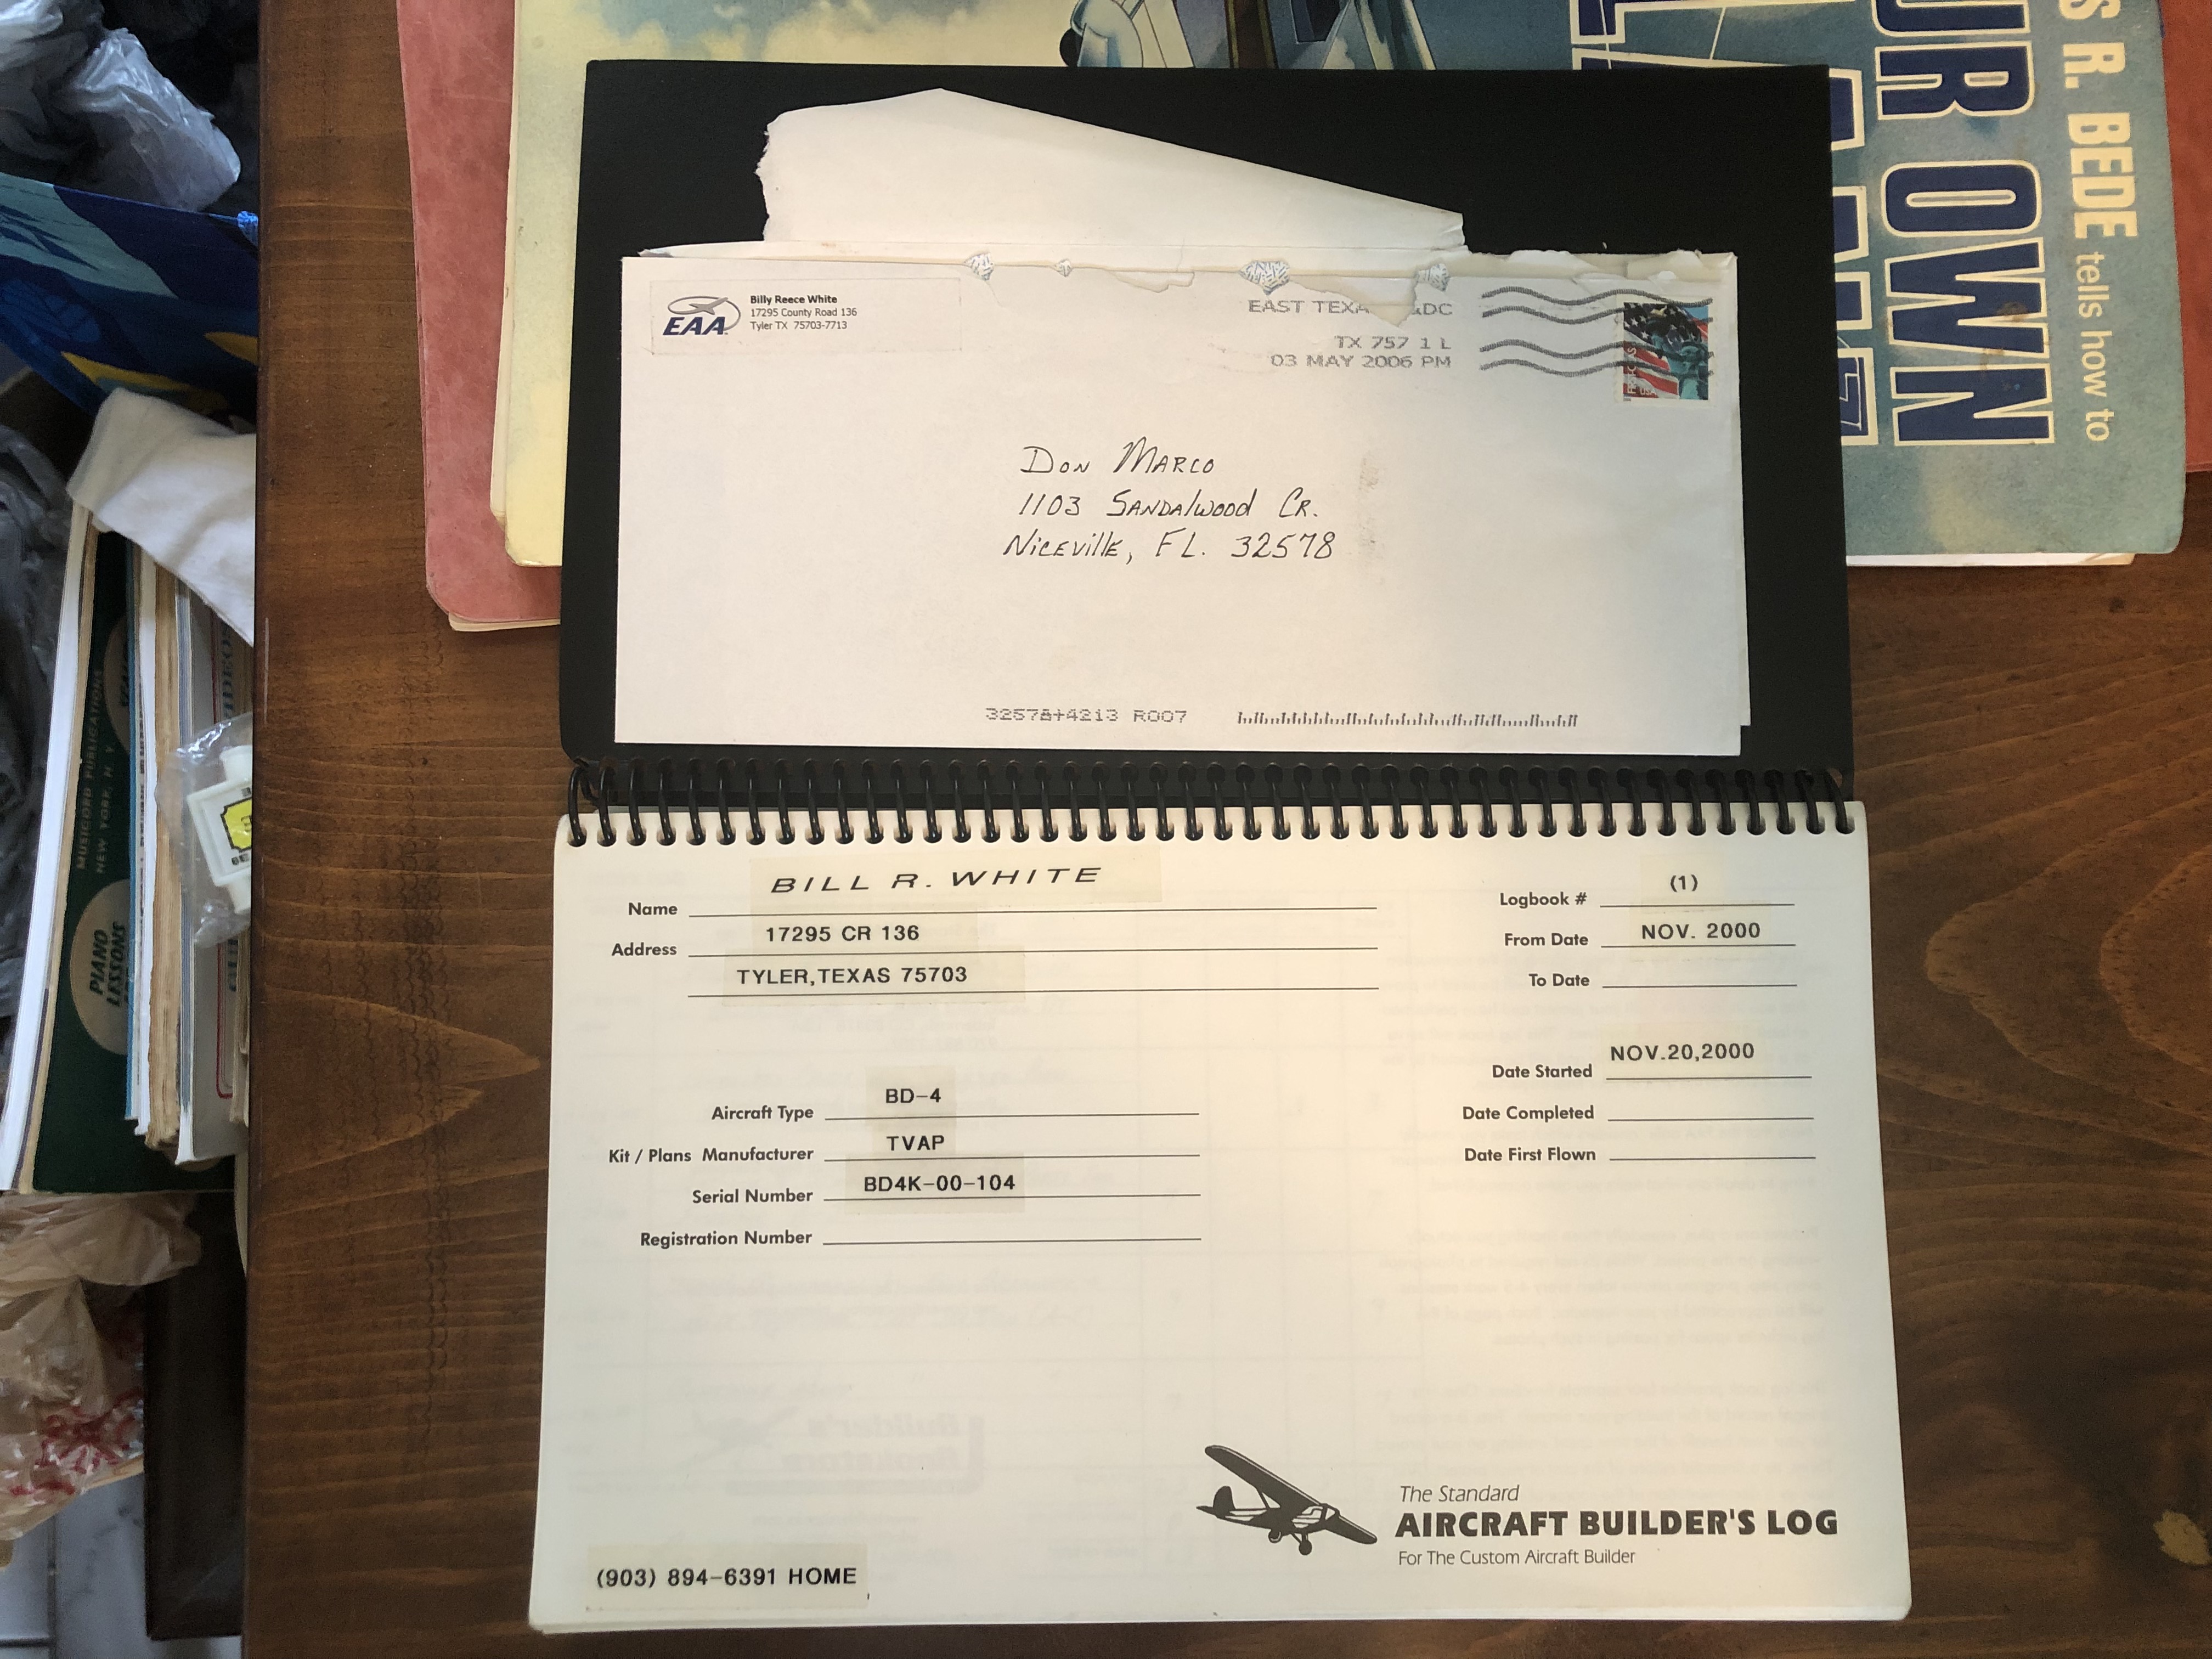 UR OWN
S R. BEDE tells how to
EAA
Billy Reece White
17295 County Road 136
Tyler TX 75703-7713
EAST TEXA DC
TX 757 1 L
03 MAY 2006 PM
DON MARCO
1103 SANDAlwood CR.
NiCEVillE, FL. 32578
32578+4213 R007
MUSICORD PUBLICATIONS
NEW YORK, N. Y.
PIANO
LESSONS
Name BILL R. WHITE
Address 17295 CR 136
TYLER,TEXAS 75703
Logbook # (1)
From Date NOV. 2000
To Date
Date Started NOV.20,2000
Date Completed
Date First Flown
Aircraft Type BD-4
Kit / Plans Manufacturer TVAP
Serial Number BD4K-00-104
Registration Number
The Standard
AIRCRAFT BUILDER'S LOG
For The Custom Aircraft Builder
(903) 894-6391 HOME